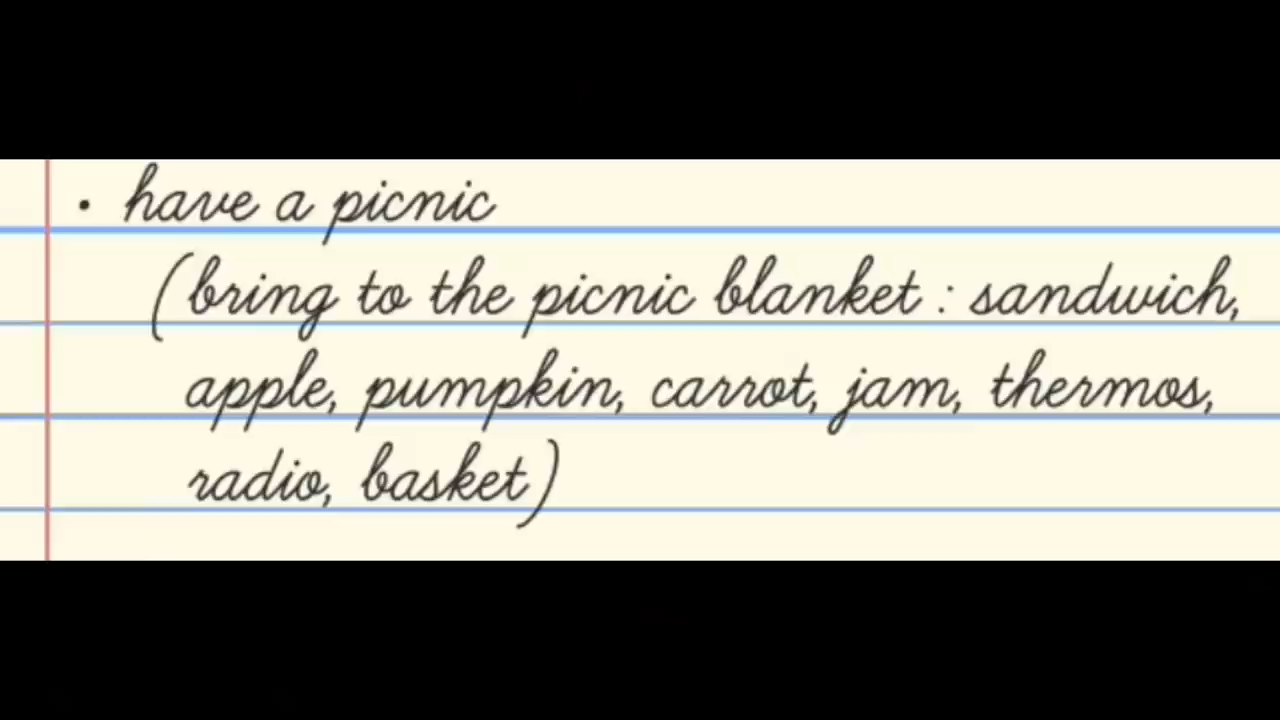 • have a picnic
(bring to the picnic blanket : sandwich,
apple, pumpkin, carrot, jam, thermos,
radio, basket)